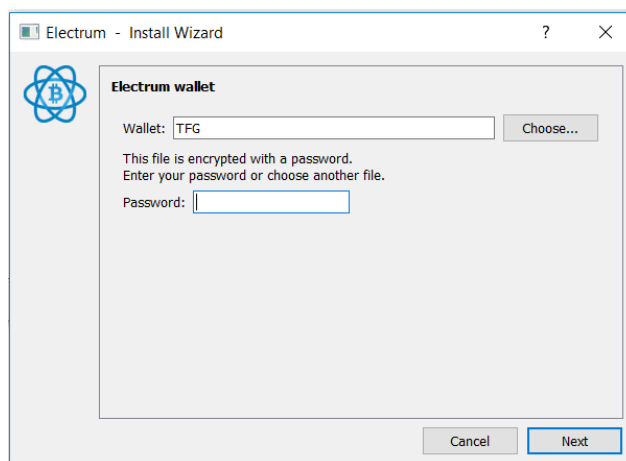 Electrum - Install Wizard
Electrum wallet
Wallet: TFG Choose...
This file is encrypted with a password.
Enter your password or choose another file.
Password:
Cancel Next